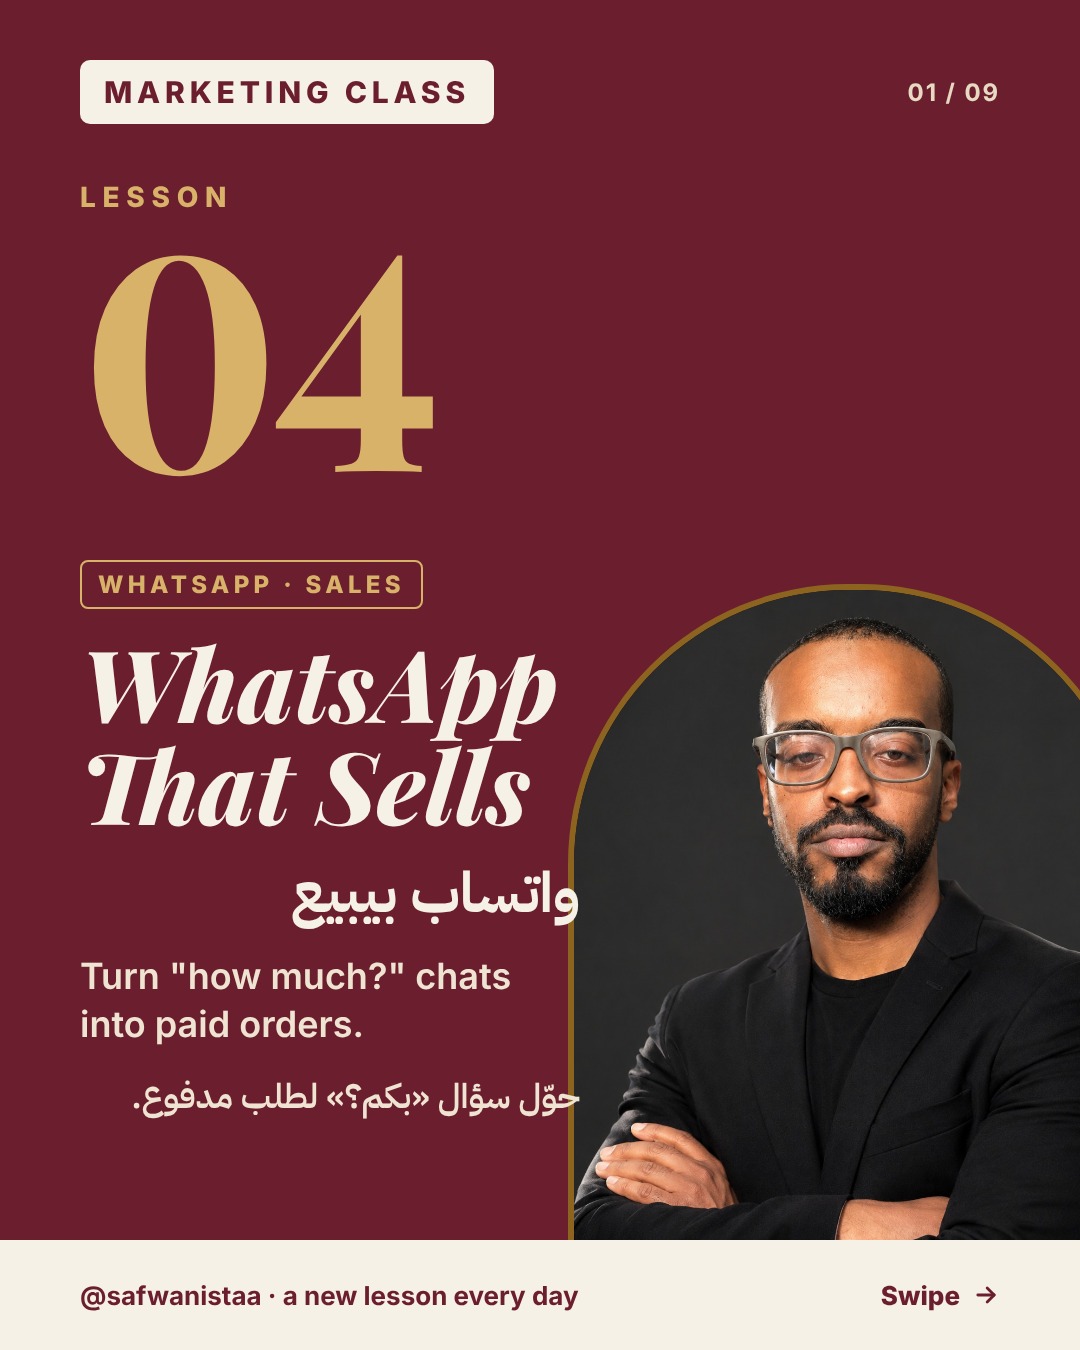 MARKETING CLASS
01 / 09
LESSON
04
WHATSAPP · SALES
WhatsApp
That Sells
واتساب بيبيع
Turn "how much?" chats
into paid orders.
حوّل سؤال «بكم؟» لطلب مدفوع.
@safwanistaa · a new lesson every day
Swipe →